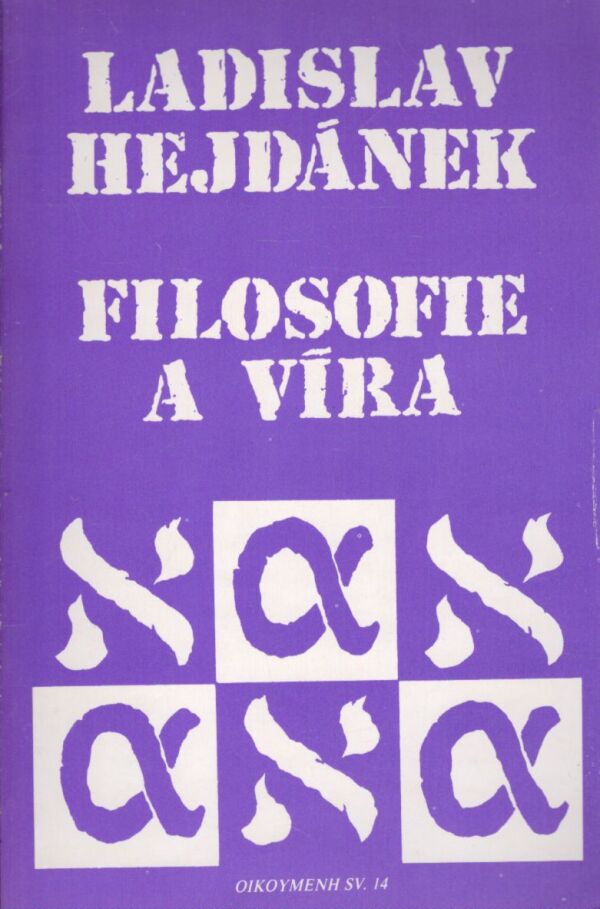 LADISLAV
HEJDÁNEK
FILOSOFIE
A VÍRA
א α א
α א α
OIKOYMENH SV. 14